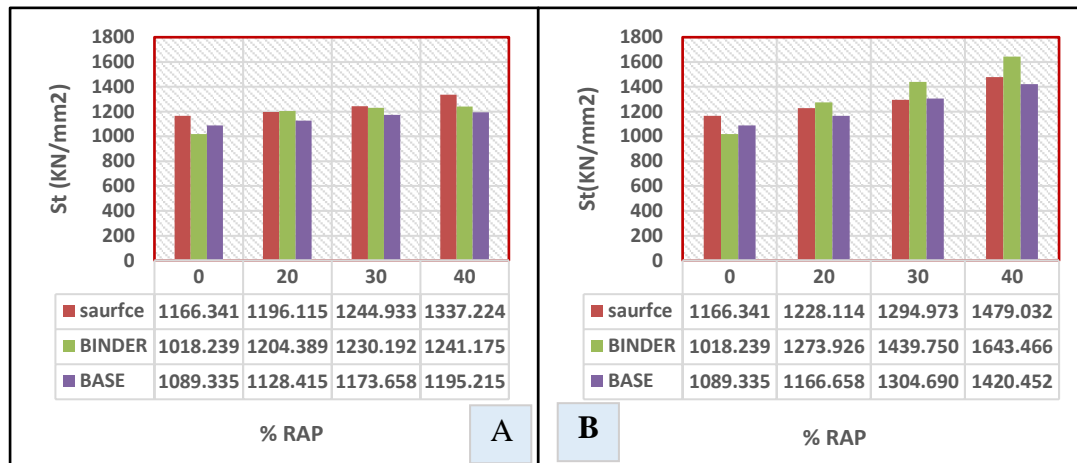 1800
1600
1400
1200
1000
800
600
400
200
0
St (KN/mm2)
0 20 30 40
saurfce 1166.341 1196.115 1244.933 1337.224
BINDER 1018.239 1204.389 1230.192 1241.175
BASE 1089.335 1128.415 1173.658 1195.215
% RAP
A
1800
1600
1400
1200
1000
800
600
400
200
0
St(KN/mm2)
0 20 30 40
saurfce 1166.341 1228.114 1294.973 1479.032
BINDER 1018.239 1273.926 1439.750 1643.466
BASE 1089.335 1166.658 1304.690 1420.452
B
% RAP